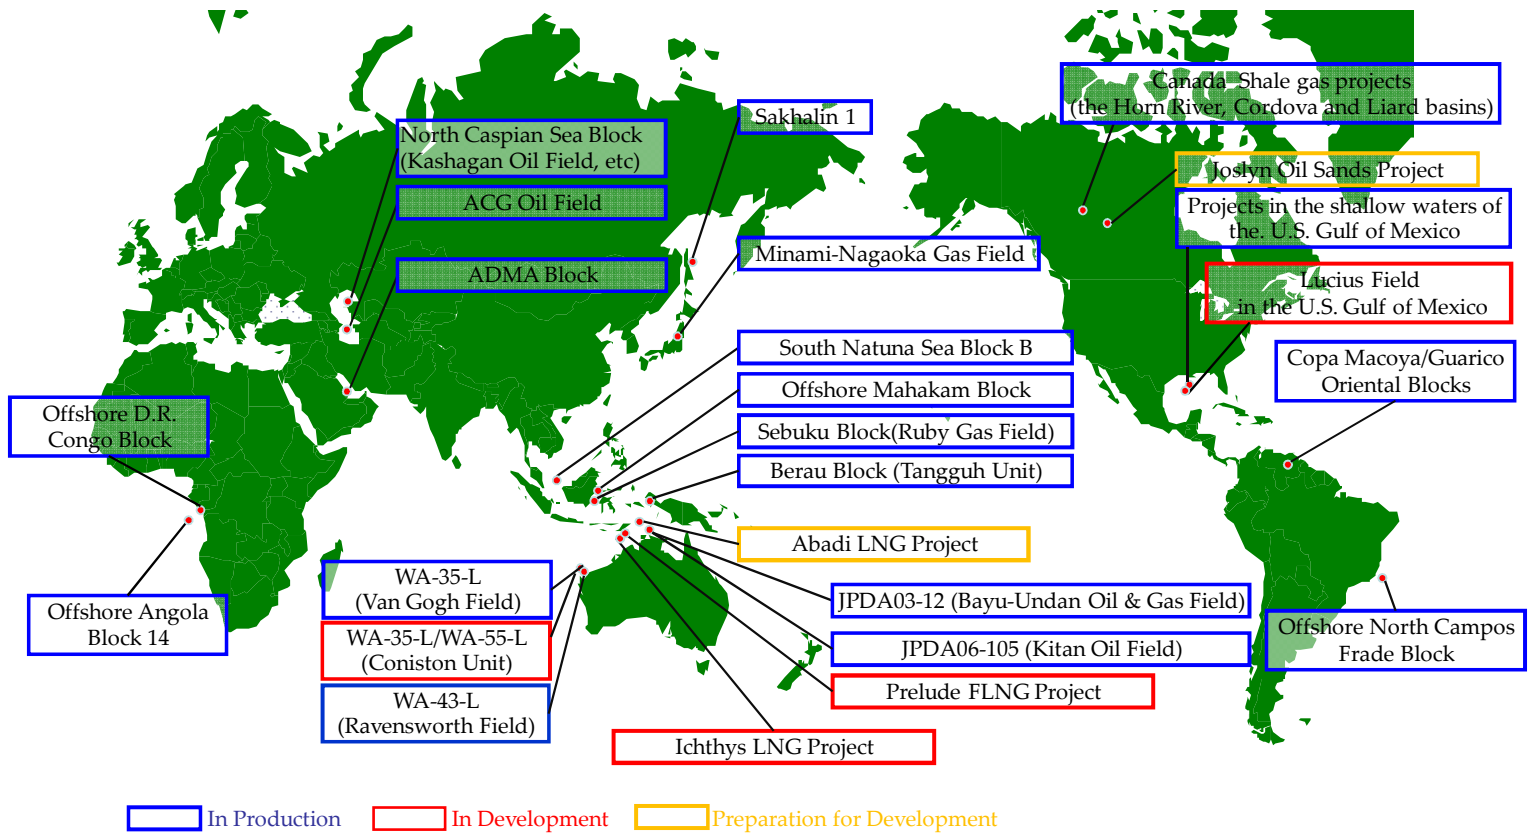 Canada  Shale gas projects
(the Horn River, Cordova and Liard basins)
Sakhalin 1
North Caspian Sea Block
(Kashagan Oil Field, etc)
Joslyn Oil Sands Project
ACG Oil Field
Projects in the shallow waters of
the. U.S. Gulf of Mexico
Minami-Nagaoka Gas Field
ADMA Block
Lucius Field
in the U.S. Gulf of Mexico
South Natuna Sea Block B
Copa Macoya/Guarico
Oriental Blocks
Offshore Mahakam Block
Offshore D.R.
Congo Block
Sebuku Block(Ruby Gas Field)
Berau Block (Tangguh Unit)
Abadi LNG Project
WA-35-L
(Van Gogh Field)
JPDA03-12 (Bayu-Undan Oil & Gas Field)
Offshore Angola
Block 14
WA-35-L/WA-55-L
(Coniston Unit)
JPDA06-105 (Kitan Oil Field)
Offshore North Campos
Frade Block
Prelude FLNG Project
WA-43-L
(Ravensworth Field)
Ichthys LNG Project
In Production
In Development
Preparation for Development